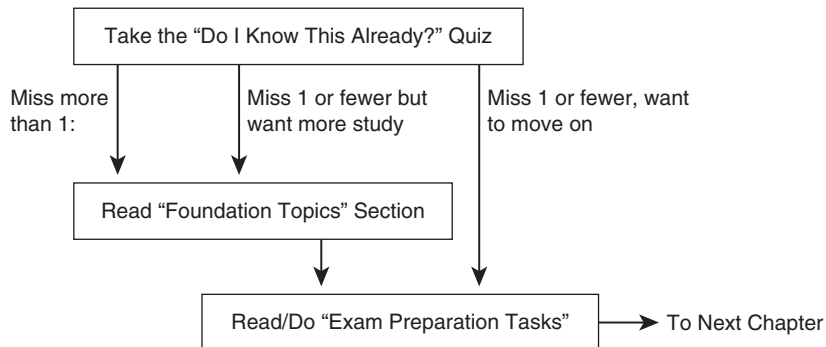 Take the “Do I Know This Already?” Quiz
Miss more
than 1:
Miss 1 or fewer but
want more study
Miss 1 or fewer, want
to move on
Read “Foundation Topics” Section
Read/Do “Exam Preparation Tasks”
To Next Chapter